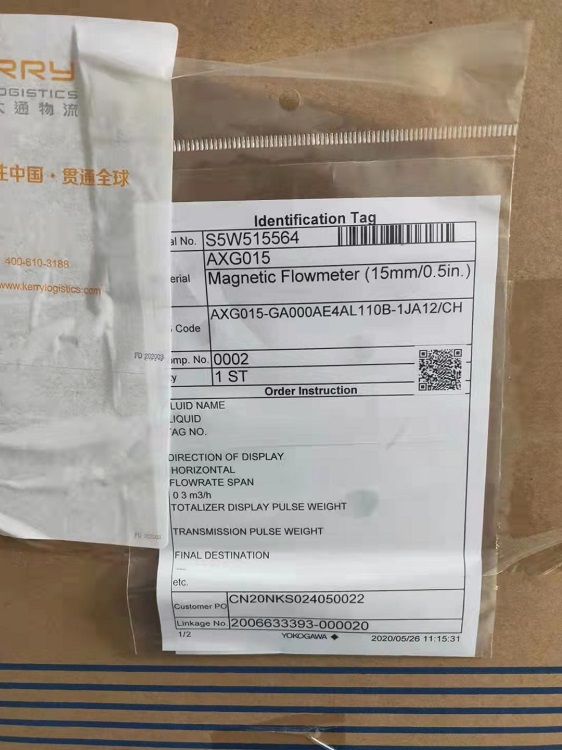 RRY
OGISTICS
大通物流
中国・贯通全球
400-610-3188
www.kerrylogistics.com
Identification Tag
al No. S5W515564
AXG015
erial Magnetic Flowmeter (15mm/0.5in.)
Code AXG015-GA000AE4AL110B-1JA12/CH
omp. No. 0002
y 1 ST
Order Instruction
LUID NAME
LIQUID
AG NO.
DIRECTION OF DISPLAY
HORIZONTAL
FLOWRATE SPAN
0 3 m3/h
TOTALIZER DISPLAY PULSE WEIGHT
TRANSMISSION PULSE WEIGHT
FINAL DESTINATION
etc.
Customer PO CN20NKS024050022
Linkage No. 2006633393-000020
1/2 YOKOGAWA 2020/05/26 11:15:31